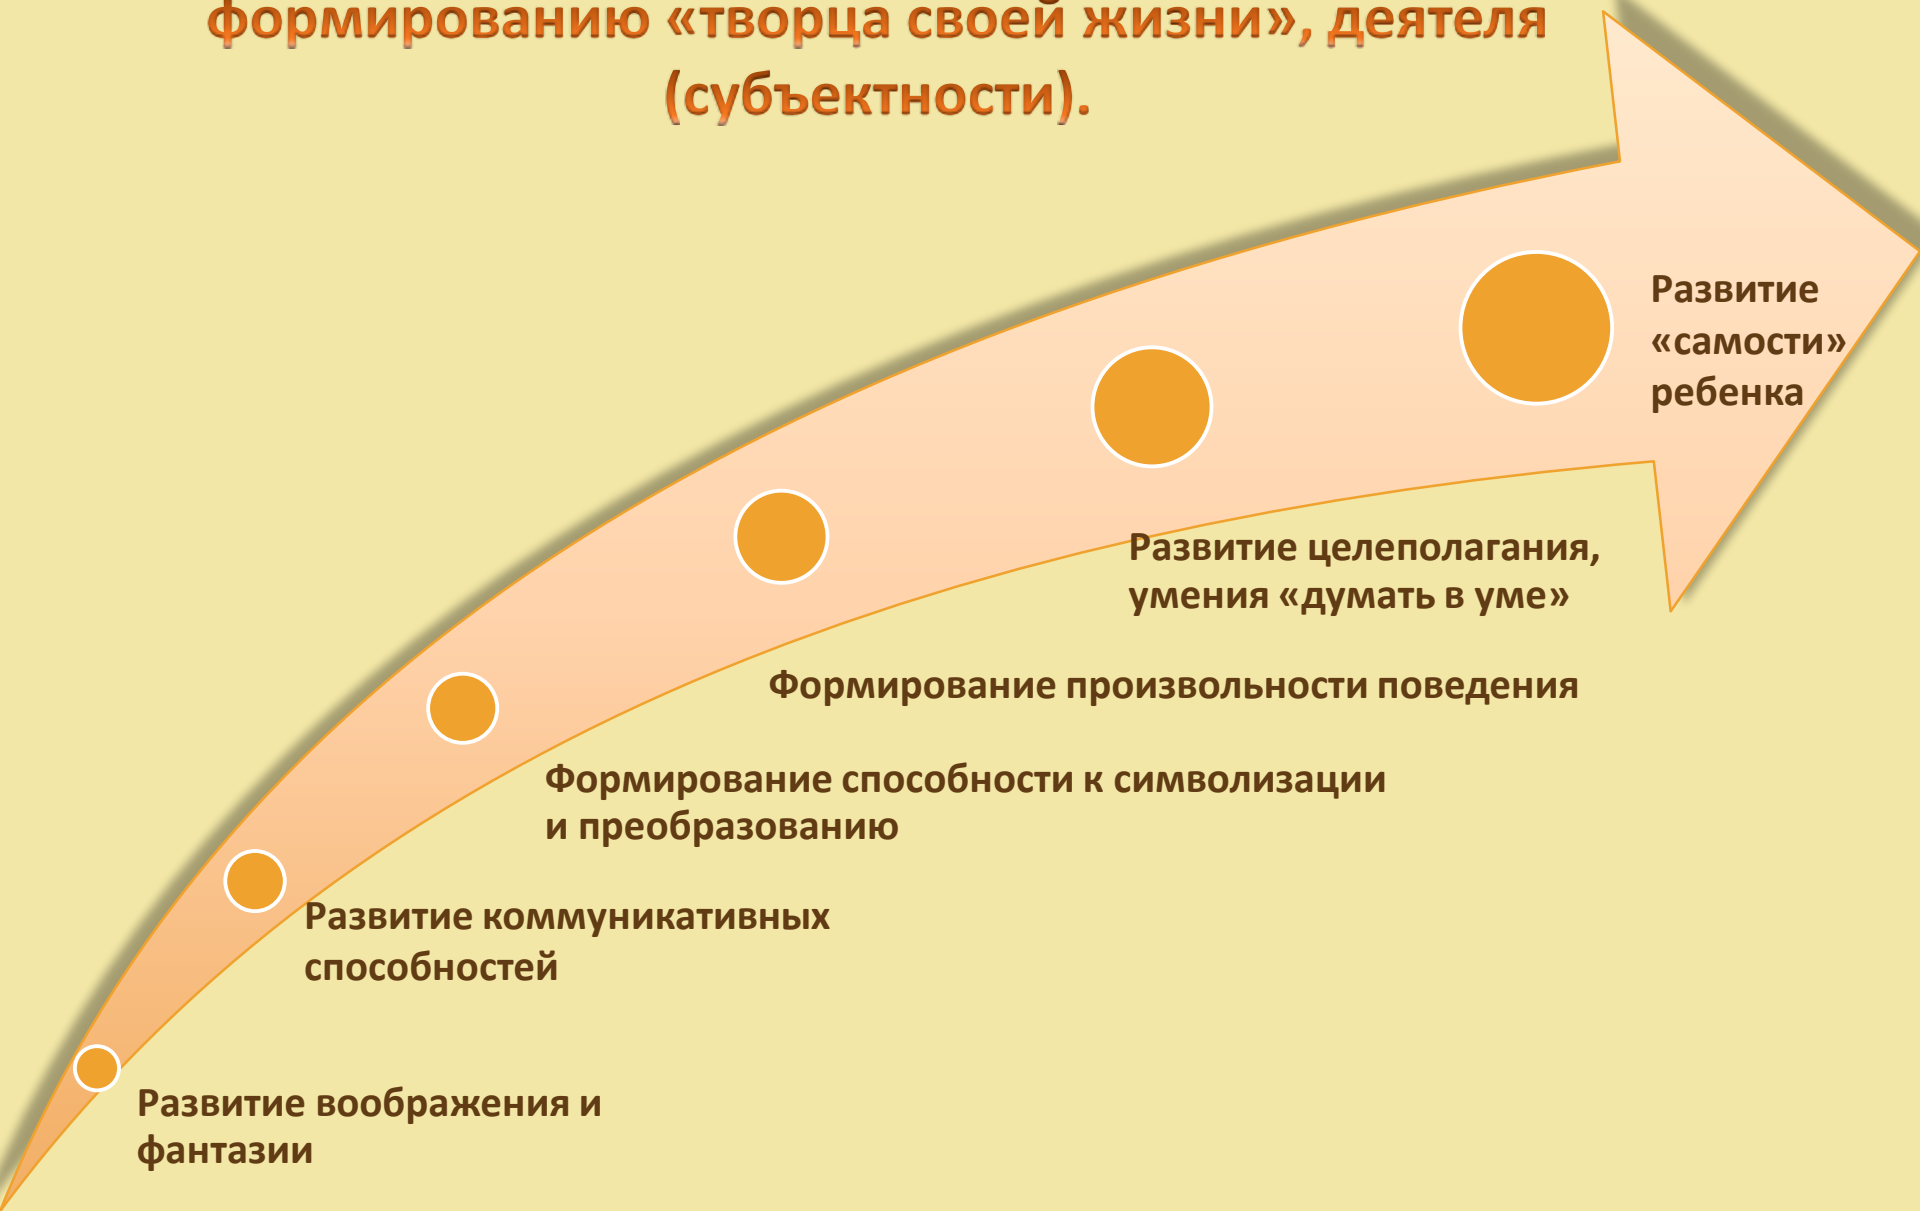 формированию «творца своей жизни», деятеля
(субъектности).
Развитие
«самости»
ребенка
Развитие целеполагания,
умения «думать в уме»
Формирование произвольности поведения
Формирование способности к символизации
и преобразованию
Развитие коммуникативных
способностей
Развитие воображения и
фантазии